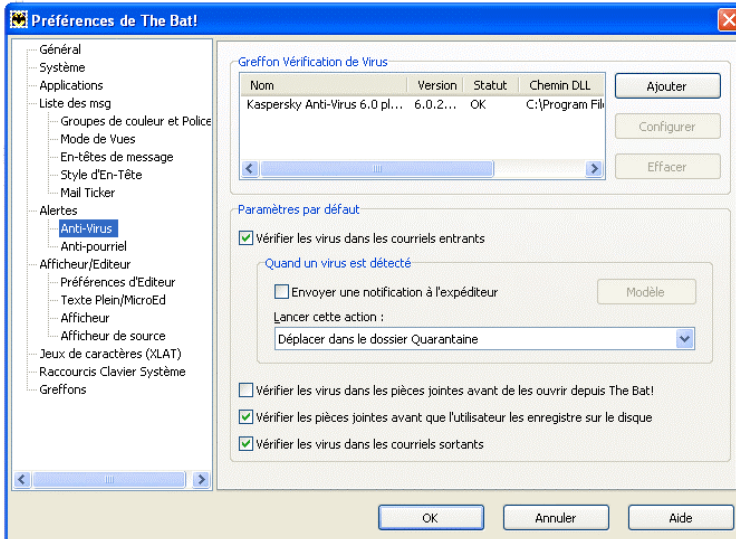 Préférences de The Bat!
Général
Système
Applications
Liste des msg
Groupes de couleur et Police
Mode de Vues
En-têtes de message
Style d'En-Tête
Mail Ticker
Alertes
Anti-Virus
Anti-pourriel
Afficheur/Editeur
Préférences d'Editeur
Texte Plein/MicroEd
Afficheur
Afficheur de source
Jeux de caractères (XLAT)
Raccourcis Clavier Système
Greffons
Greffon Vérification de Virus
Nom Version Statut Chemin DLL
Kaspersky Anti-Virus 6.0 pl... 6.0.2... OK C:\Program Fil
Ajouter
Configurer
Effacer
Paramètres par défaut
Vérifier les virus dans les courriels entrants
Quand un virus est détecté
Envoyer une notification à l'expéditeur
Modèle
Lancer cette action :
Déplacer dans le dossier Quarantaine
Vérifier les virus dans les pièces jointes avant de les ouvrir depuis The Bat!
Vérifier les pièces jointes avant que l'utilisateur les enregistre sur le disque
Vérifier les virus dans les courriels sortants
OK Annuler Aide